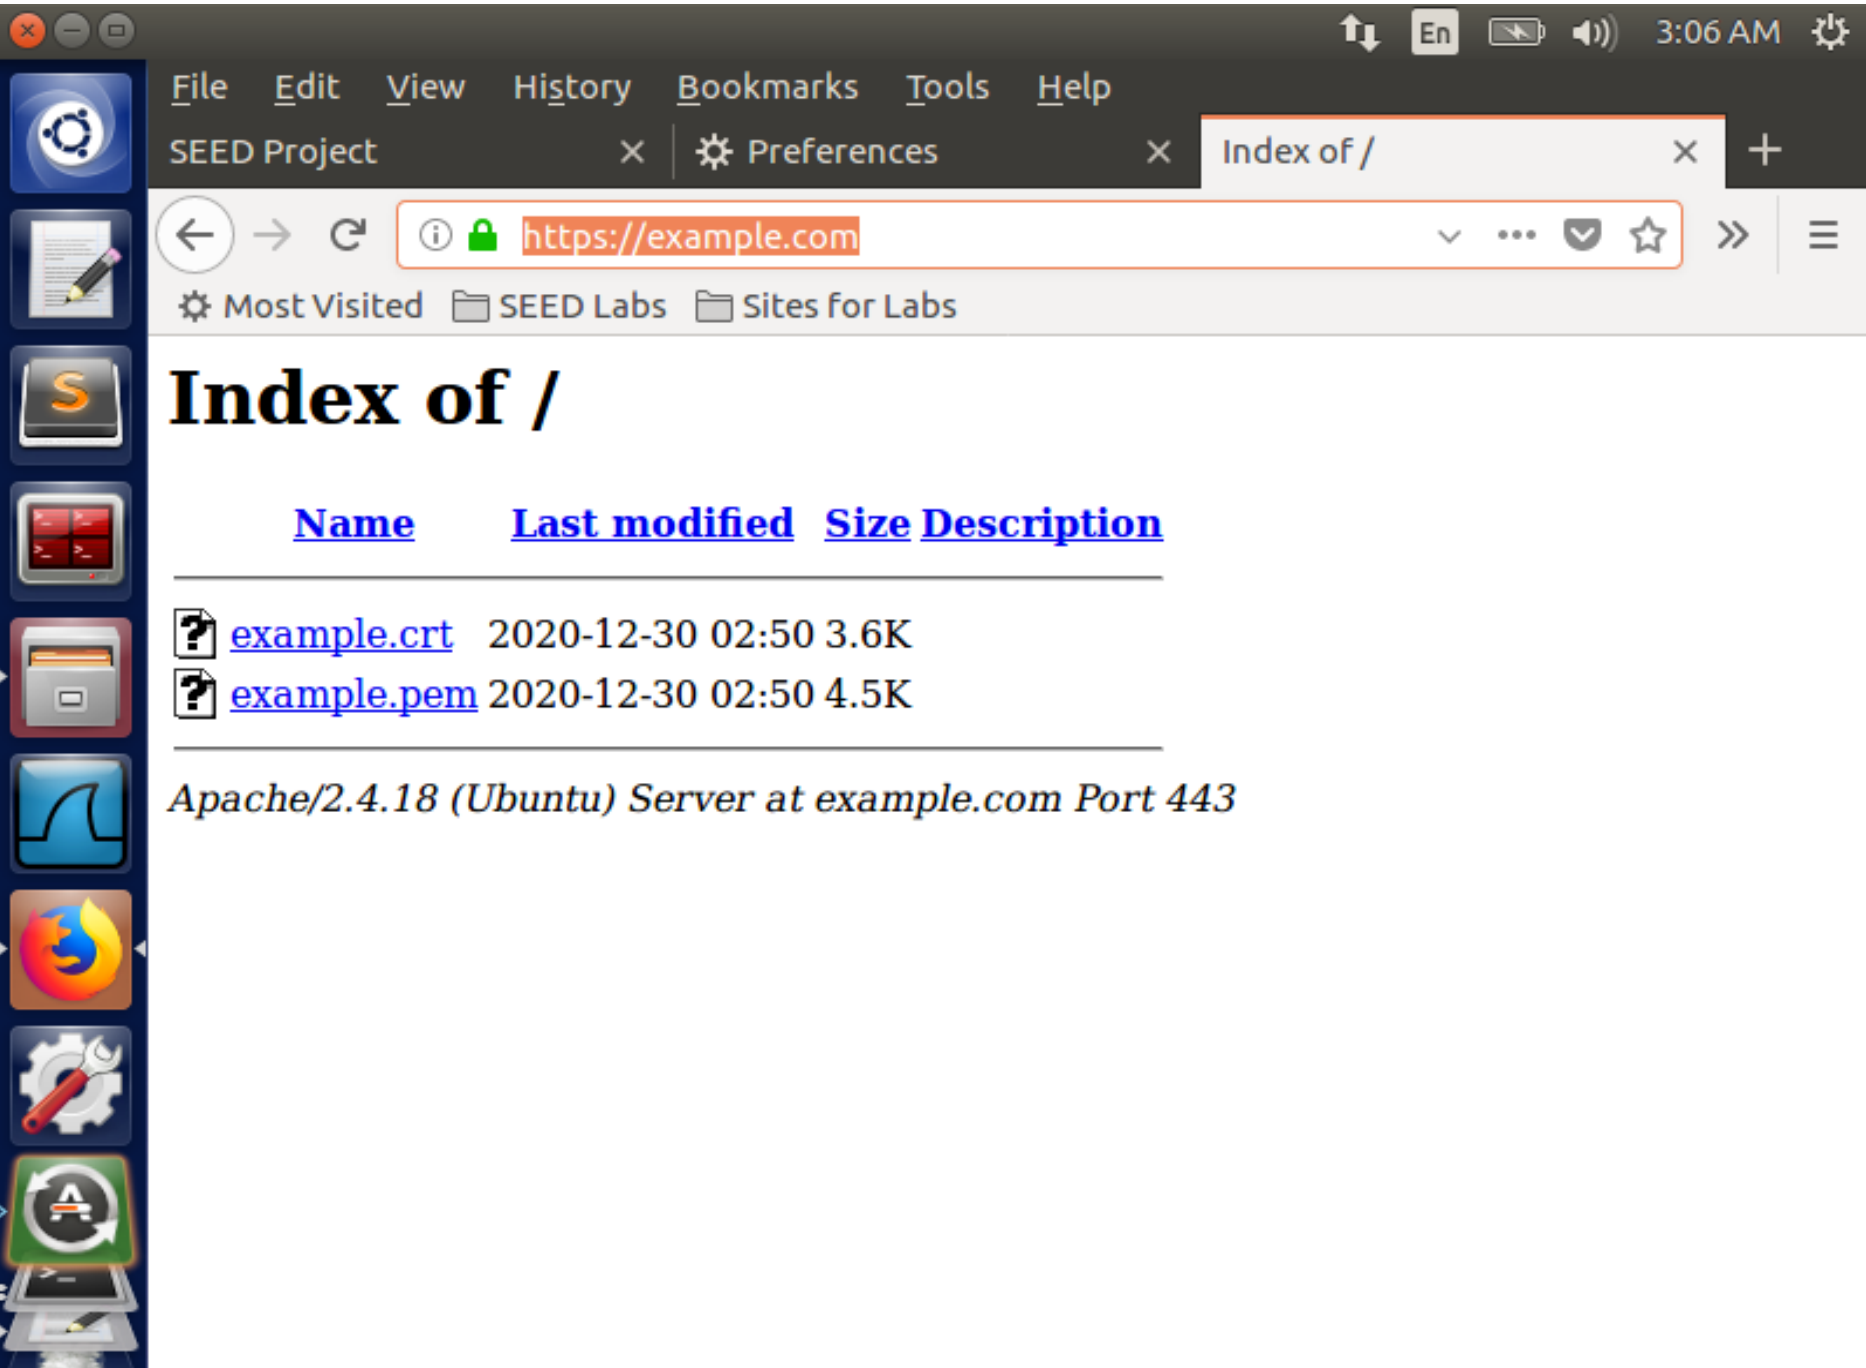 En 3:06 AM
File Edit View History Bookmarks Tools Help
SEED Project Preferences Index of /
https://example.com
Most Visited SEED Labs Sites for Labs
Index of /
Name Last modified Size Description
example.crt 2020-12-30 02:50 3.6K
example.pem 2020-12-30 02:50 4.5K
Apache/2.4.18 (Ubuntu) Server at example.com Port 443